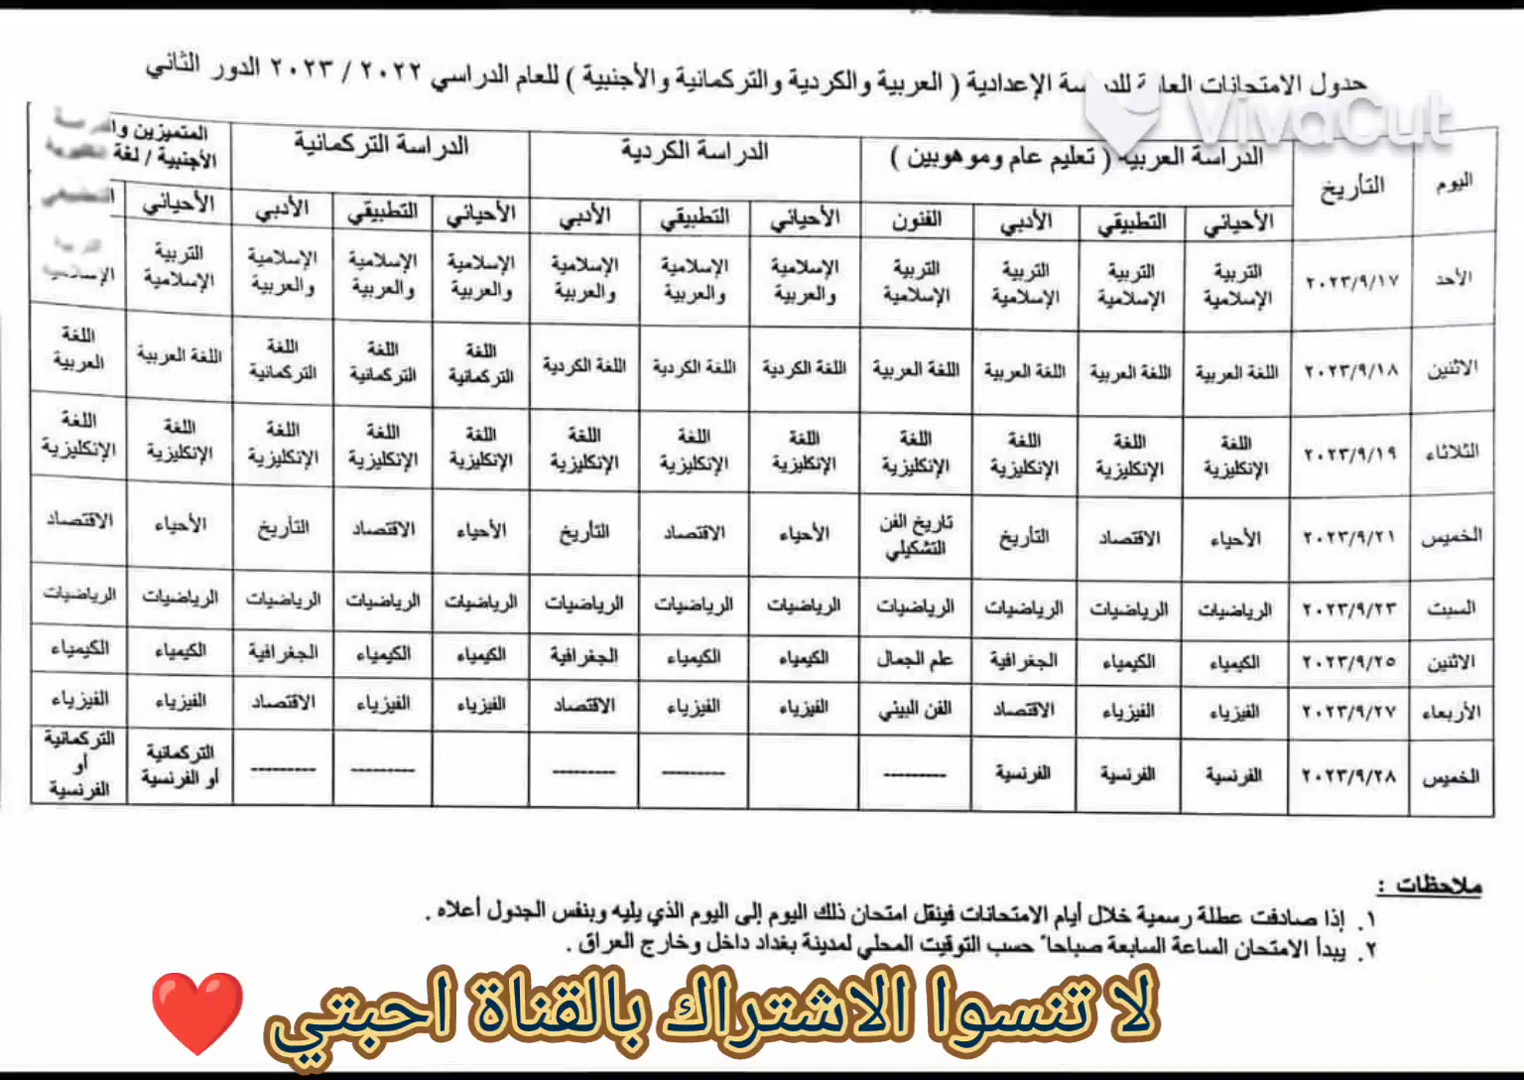 جدول الامتحانات العامة للدراسة الإعدادية ( العربية والكردية والتركمانية والأجنبية ) للعام الدراسي ٢٠٢٢ / ٢٠٢٣ الدور الثاني
VivaCut
اليوم التأريخ الدراسة العربية ( تعليم عام وموهوبين ) الدراسة الكردية الدراسة التركمانية المتميزين
الأجنبية / لغة
الأحيائي التطبيقي الأدبي الفنون الأحيائي التطبيقي الأدبي الأحيائي التطبيقي الأدبي الأحيائي التطبيقي
الأحد ٢٠٢٣/٩/١٧ التربية الإسلامية التربية الإسلامية التربية الإسلامية التربية الإسلامية الإسلامية والعربية الإسلامية والعربية الإسلامية والعربية الإسلامية والعربية الإسلامية والعربية الإسلامية والعربية التربية الإسلامية التربية الإسلامية
الاثنين ٢٠٢٣/٩/١٨ اللغة العربية اللغة العربية اللغة العربية اللغة العربية اللغة الكردية اللغة الكردية اللغة الكردية اللغة التركمانية اللغة التركمانية اللغة التركمانية اللغة العربية اللغة العربية
الثلاثاء ٢٠٢٣/٩/١٩ اللغة الإنكليزية اللغة الإنكليزية اللغة الإنكليزية اللغة الإنكليزية اللغة الإنكليزية اللغة الإنكليزية اللغة الإنكليزية اللغة الإنكليزية اللغة الإنكليزية اللغة الإنكليزية اللغة الإنكليزية اللغة الإنكليزية
الخميس ٢٠٢٣/٩/٢١ الأحياء الاقتصاد التأريخ تاريخ الفن التشكيلي الأحياء الاقتصاد التأريخ الأحياء الاقتصاد التأريخ الأحياء الاقتصاد
السبت ٢٠٢٣/٩/٢٣ الرياضيات الرياضيات الرياضيات الرياضيات الرياضيات الرياضيات الرياضيات الرياضيات الرياضيات الرياضيات الرياضيات الرياضيات
الاثنين ٢٠٢٣/٩/٢٥ الكيمياء الكيمياء الجغرافية علم الجمال الكيمياء الكيمياء الجغرافية الكيمياء الكيمياء الجغرافية الكيمياء الكيمياء
الأربعاء ٢٠٢٣/٩/٢٧ الفيزياء الفيزياء الاقتصاد الفن البيني الفيزياء الفيزياء الاقتصاد الفيزياء الفيزياء الاقتصاد الفيزياء الفيزياء
الخميس ٢٠٢٣/٩/٢٨ الفرنسية الفرنسية الفرنسية --------- --------- --------- --------- --------- التركمانية أو الفرنسية التركمانية أو الفرنسية
ملاحظات :
١. إذا صادفت عطلة رسمية خلال أيام الامتحانات فينقل امتحان ذلك اليوم إلى اليوم الذي يليه وبنفس الجدول أعلاه .
٢. يبدأ الامتحان الساعة السابعة صباحاً حسب التوقيت المحلي لمدينة بغداد داخل وخارج العراق .
لا تنسوا الاشتراك بالقناة احبتي